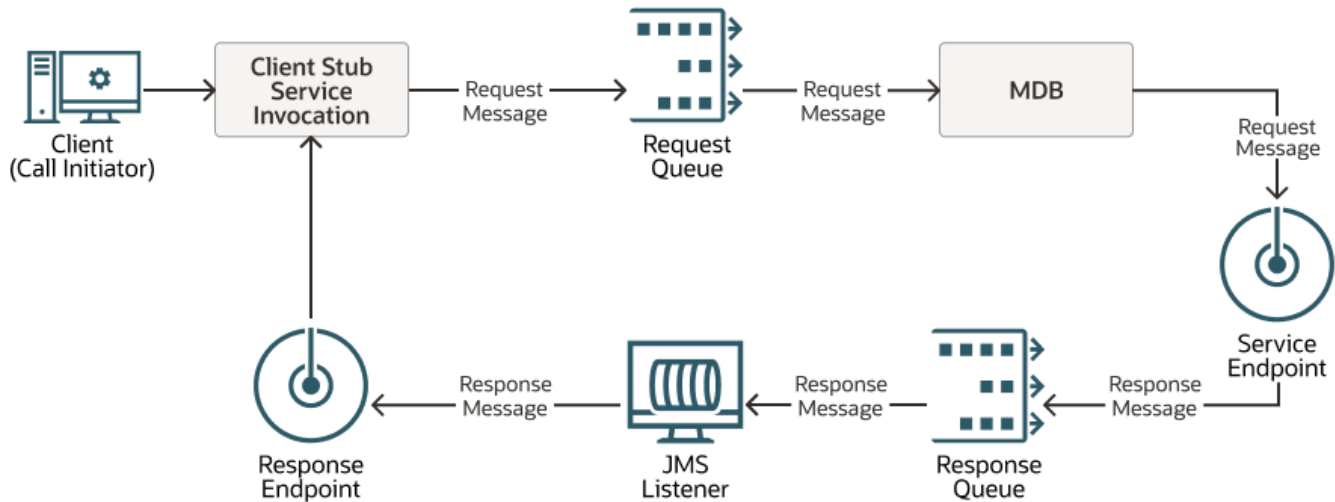 Client
(Call Initiator)
Client Stub
Service
Invocation
Request
Message
Request
Queue
Request
Message
MDB
Request
Message
Service
Endpoint
Response
Message
Response
Queue
Response
Message
JMS
Listener
Response
Message
Response
Endpoint